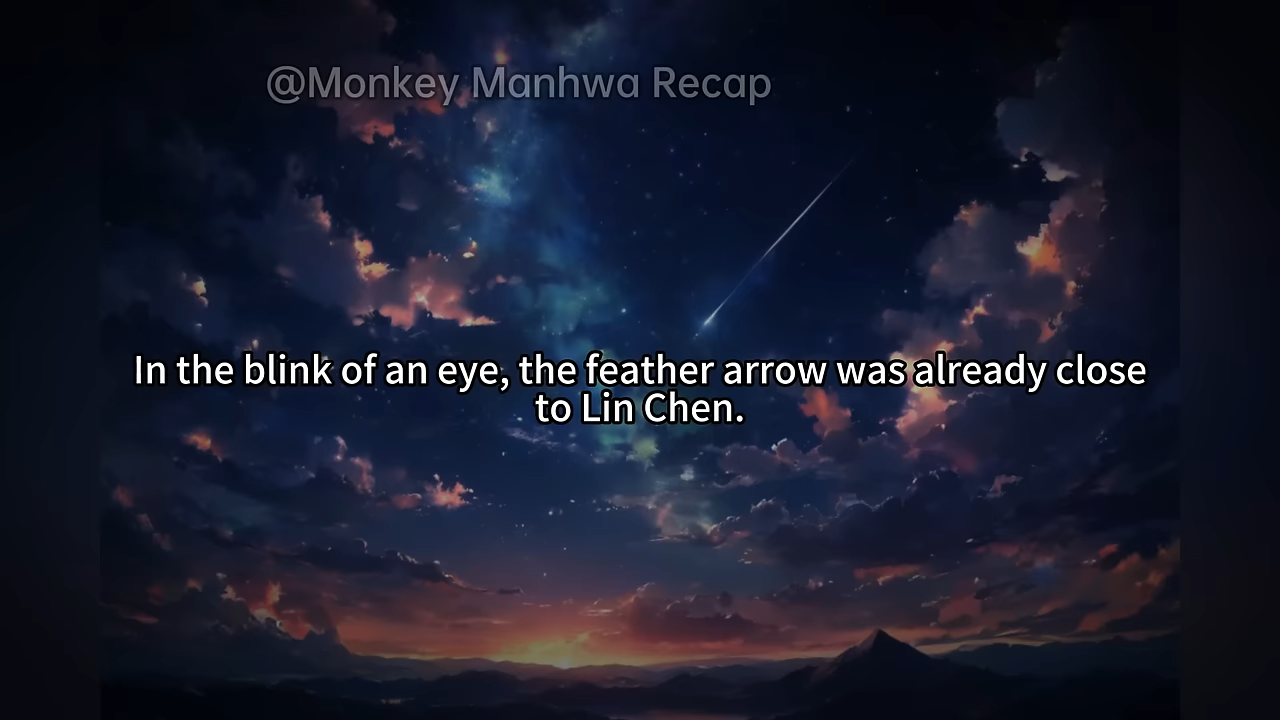 @Monkey Manhwa Recap
In the blink of an eye, the feather arrow was already close
to Lin Chen.